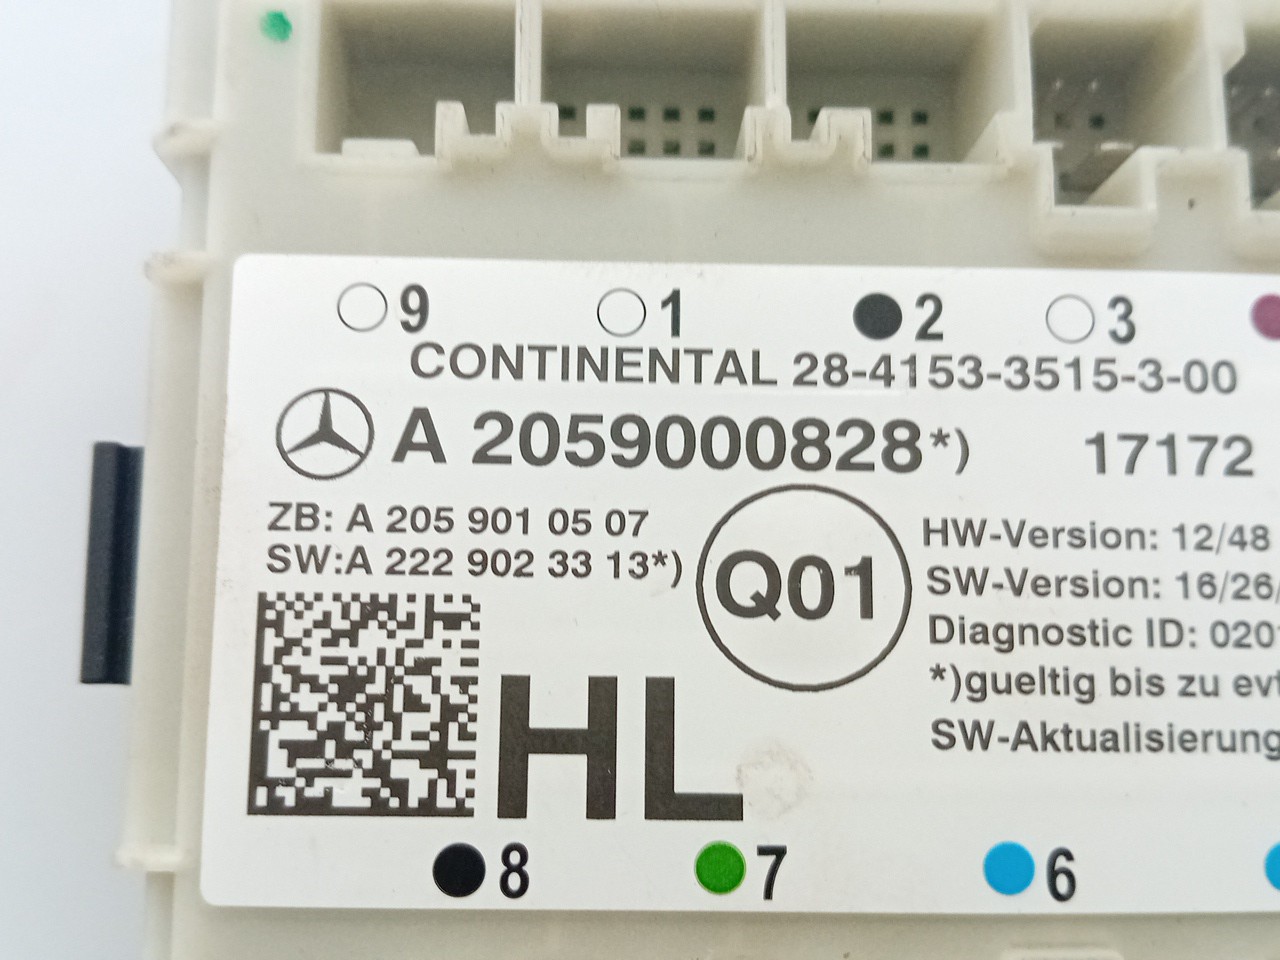 9 1 2 3
CONTINENTAL 28-4153-3515-3-00
A 2059000828*) 17172
ZB: A 205 901 05 07
SW:A 222 902 33 13*)
Q01
HW-Version: 12/48
SW-Version: 16/26/
Diagnostic ID: 0201
*)gueltig bis zu evt
SW-Aktualisierung
HL
8 7 6